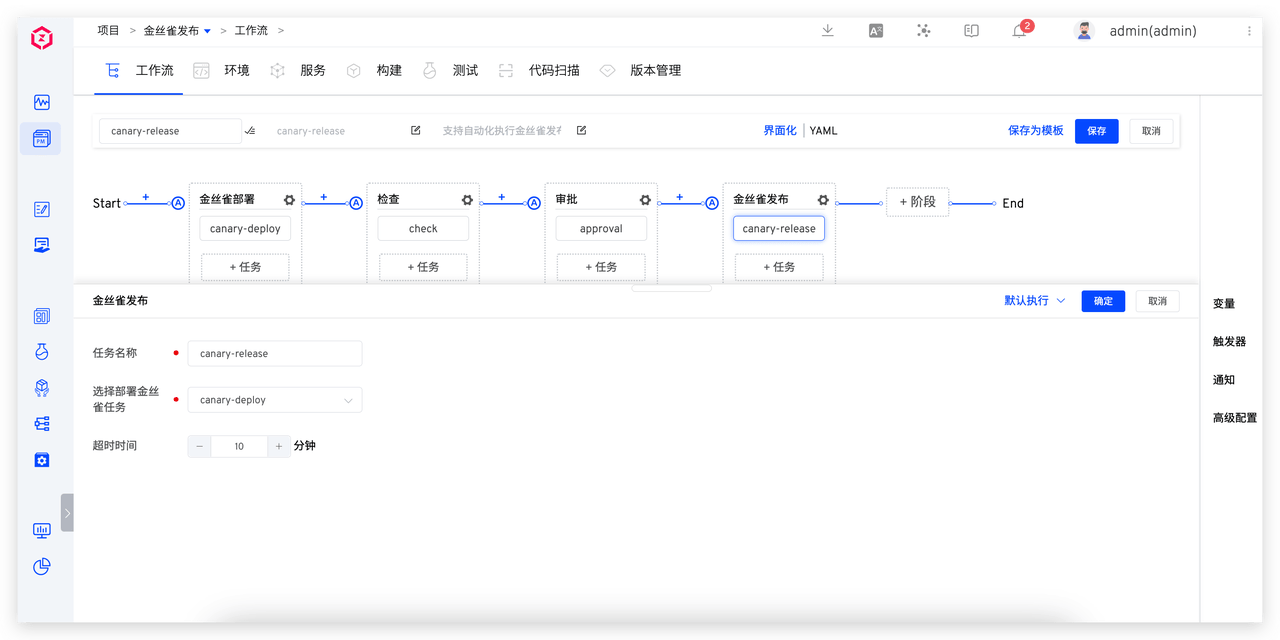 项目 > 金丝雀发布 > 工作流 >
2
admin(admin)
工作流 环境 服务 构建 测试 代码扫描 版本管理
canary-release canary-release 支持自动化执行金丝雀发布 界面化 | YAML 保存为模板 保存 取消
Start + A 金丝雀部署 + A 检查 + A 审批 + A 金丝雀发布 + 阶段 End
canary-deploy check approval canary-release
+ 任务 + 任务 + 任务 + 任务
金丝雀发布 默认执行 确定 取消
任务名称 canary-release
选择部署金丝
雀任务 canary-deploy
超时时间 − 10 + 分钟
变量
触发器
通知
高级配置